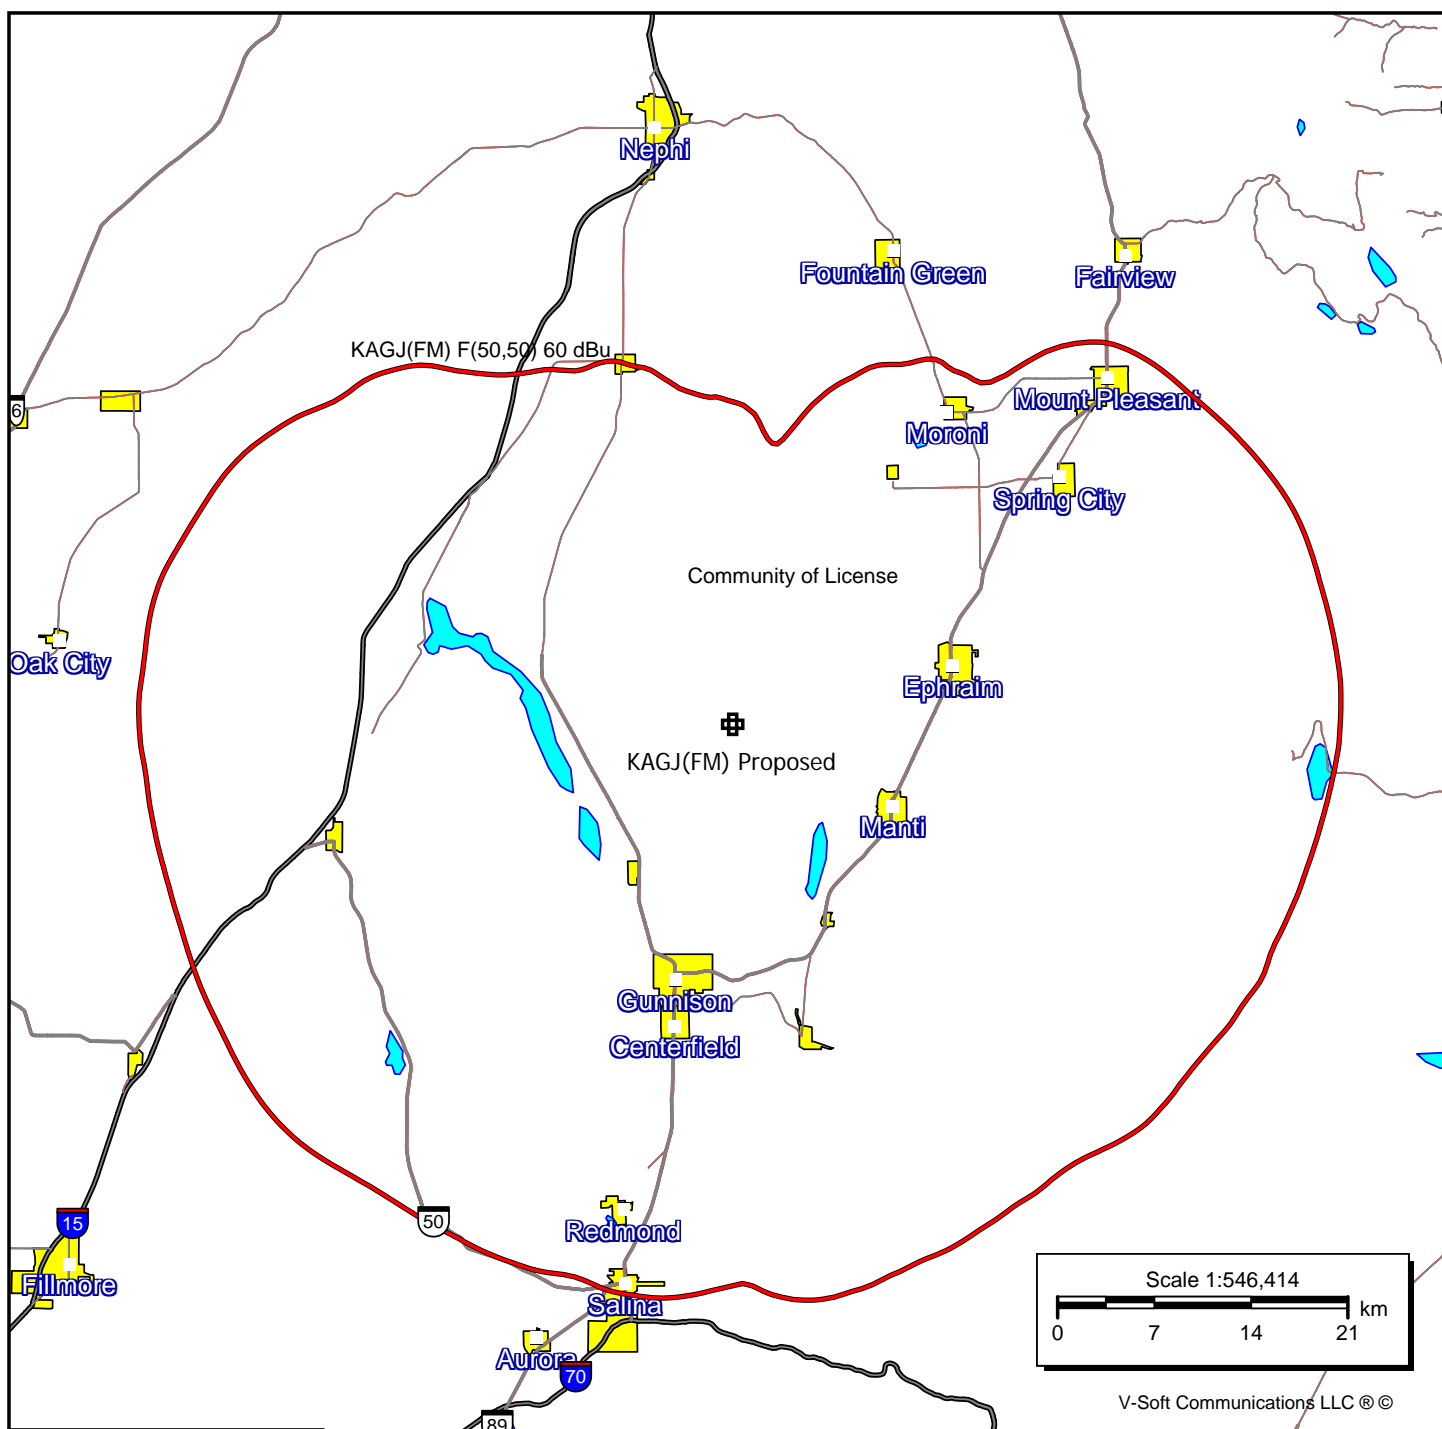 Nephi
Fountain Green
Fairview
KAGJ(FM) F(50,50) 60 dBu
Mount Pleasant
6
Moroni
Spring City
Community of License
Oak City
Ephraim
KAGJ(FM) Proposed
Manti
Gunnison
Centerfield
15
50
Redmond
Fillmore
Salina
Aurora
70
89
Scale 1:546,414
km
0 7 14 21
V-Soft Communications LLC ® ©